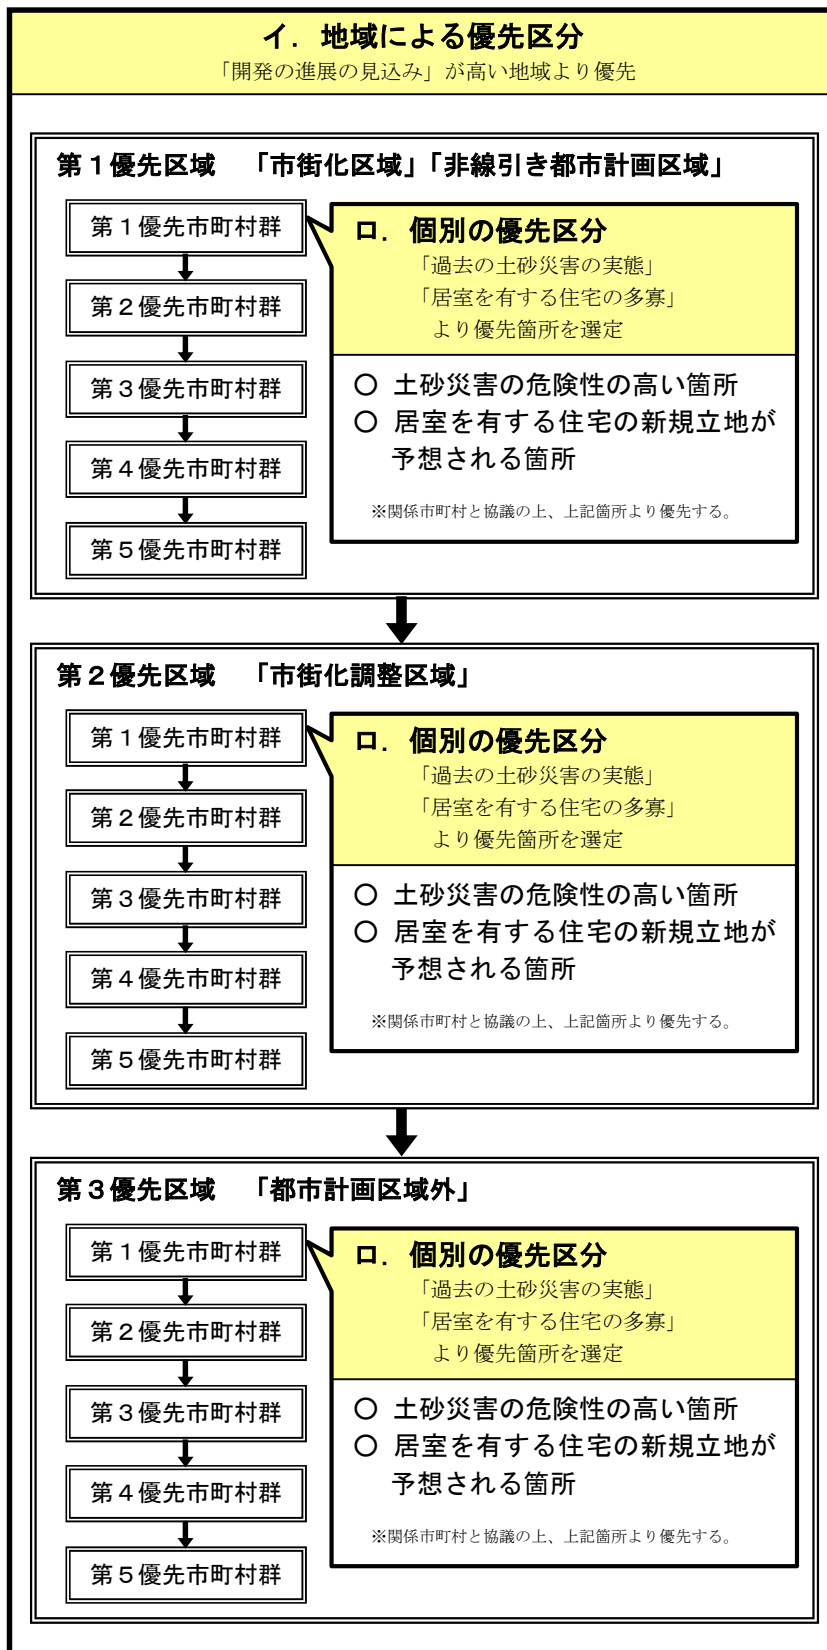 イ．地域による優先区分
「開発の進展の見込み」が高い地域より優先
第１優先区域　「市街化区域」「非線引き都市計画区域」
第１優先市町村群
第２優先市町村群
第３優先市町村群
第４優先市町村群
第５優先市町村群
ロ．個別の優先区分
「過去の土砂災害の実態」
「居室を有する住宅の多寡」
より優先箇所を選定
○ 土砂災害の危険性の高い箇所
○ 居室を有する住宅の新規立地が
予想される箇所
※関係市町村と協議の上、上記箇所より優先する。
第２優先区域　「市街化調整区域」
第１優先市町村群
第２優先市町村群
第３優先市町村群
第４優先市町村群
第５優先市町村群
ロ．個別の優先区分
「過去の土砂災害の実態」
「居室を有する住宅の多寡」
より優先箇所を選定
○ 土砂災害の危険性の高い箇所
○ 居室を有する住宅の新規立地が
予想される箇所
※関係市町村と協議の上、上記箇所より優先する。
第３優先区域　「都市計画区域外」
第１優先市町村群
第２優先市町村群
第３優先市町村群
第４優先市町村群
第５優先市町村群
ロ．個別の優先区分
「過去の土砂災害の実態」
「居室を有する住宅の多寡」
より優先箇所を選定
○ 土砂災害の危険性の高い箇所
○ 居室を有する住宅の新規立地が
予想される箇所
※関係市町村と協議の上、上記箇所より優先する。